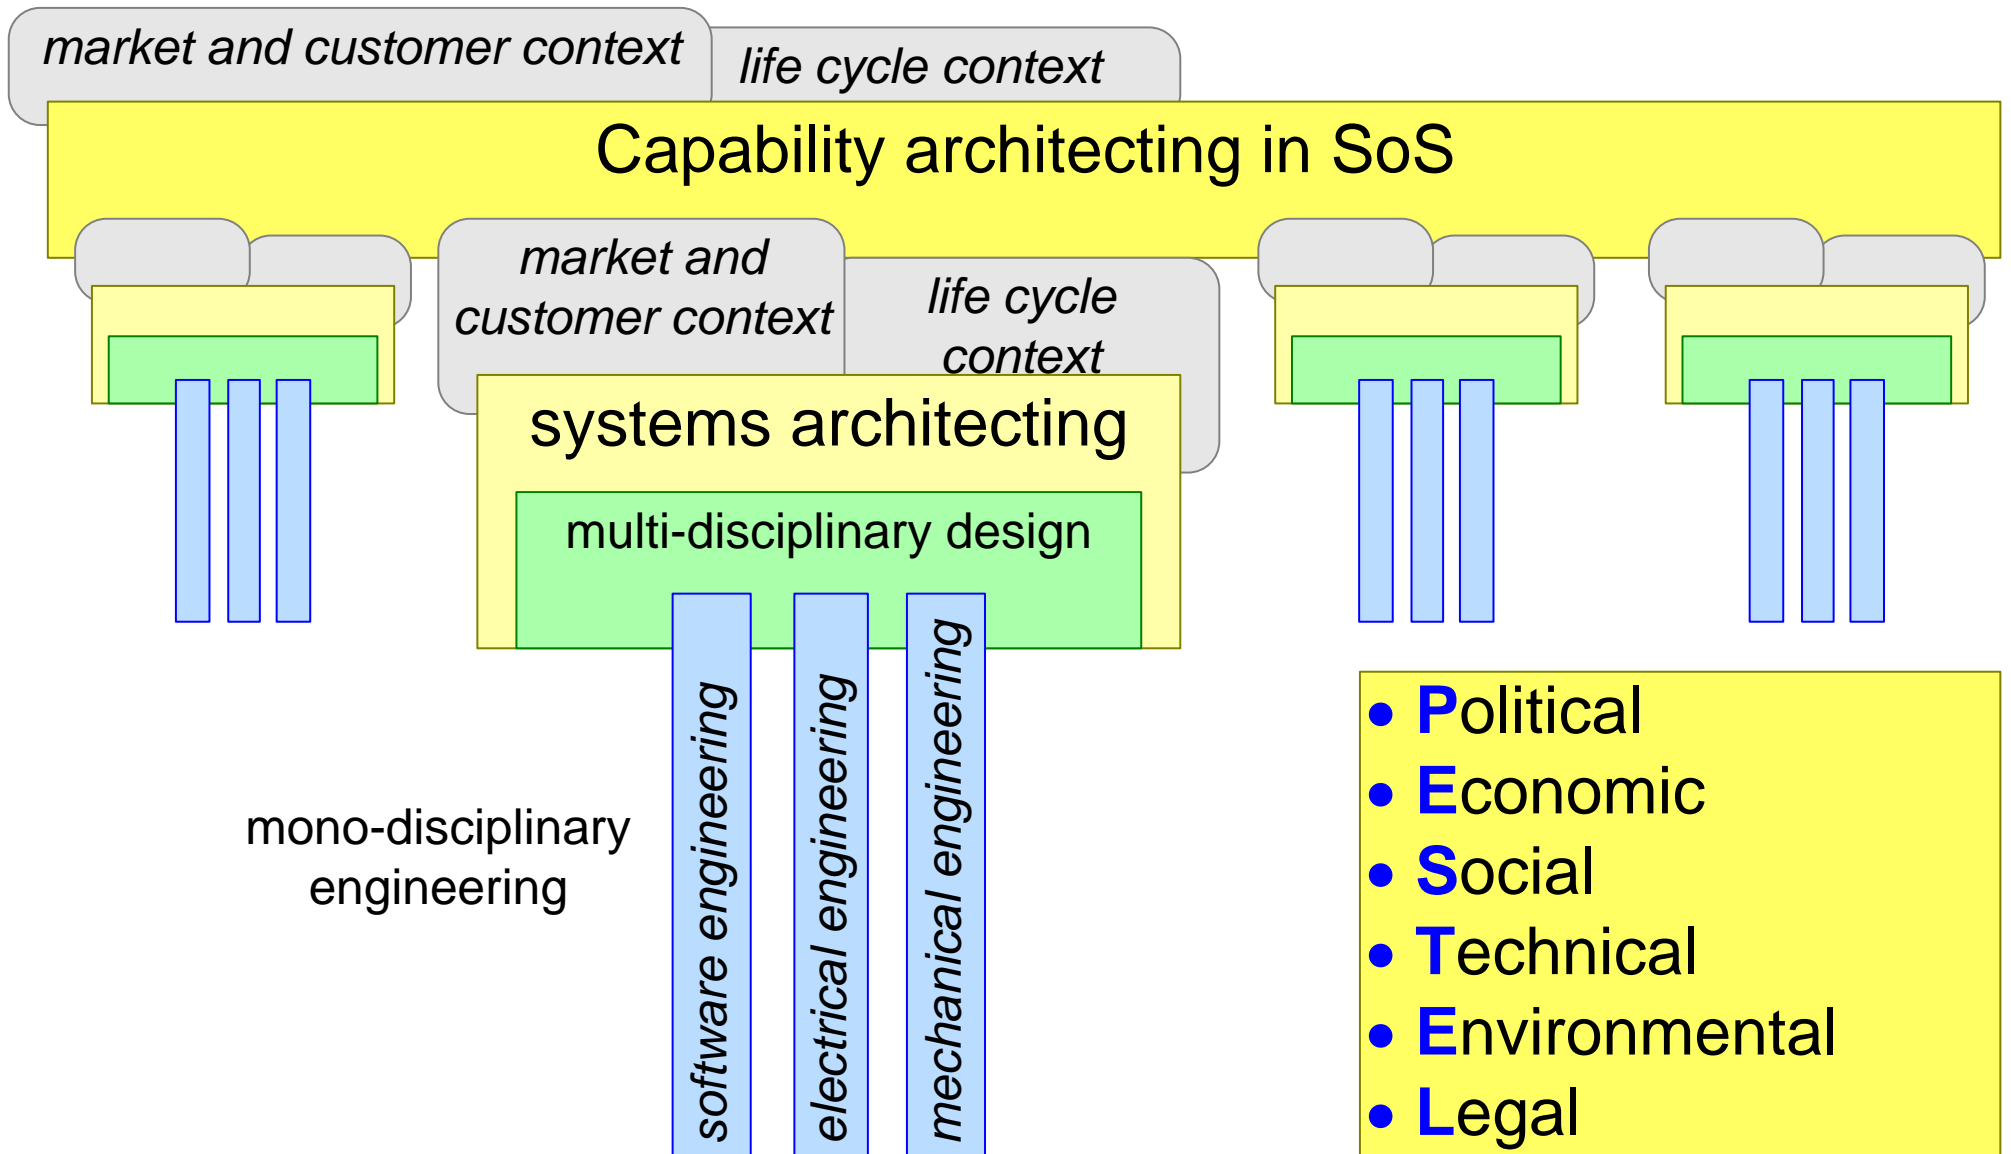 market and customer context
life cycle context
Capability architecting in SoS
market and
customer context
life cycle
context
systems architecting
multi-disciplinary design
mono-disciplinary
engineering
software engineering
electrical engineering
mechanical engineering
• Political
• Economic
• Social
• Technical
• Environmental
• Legal